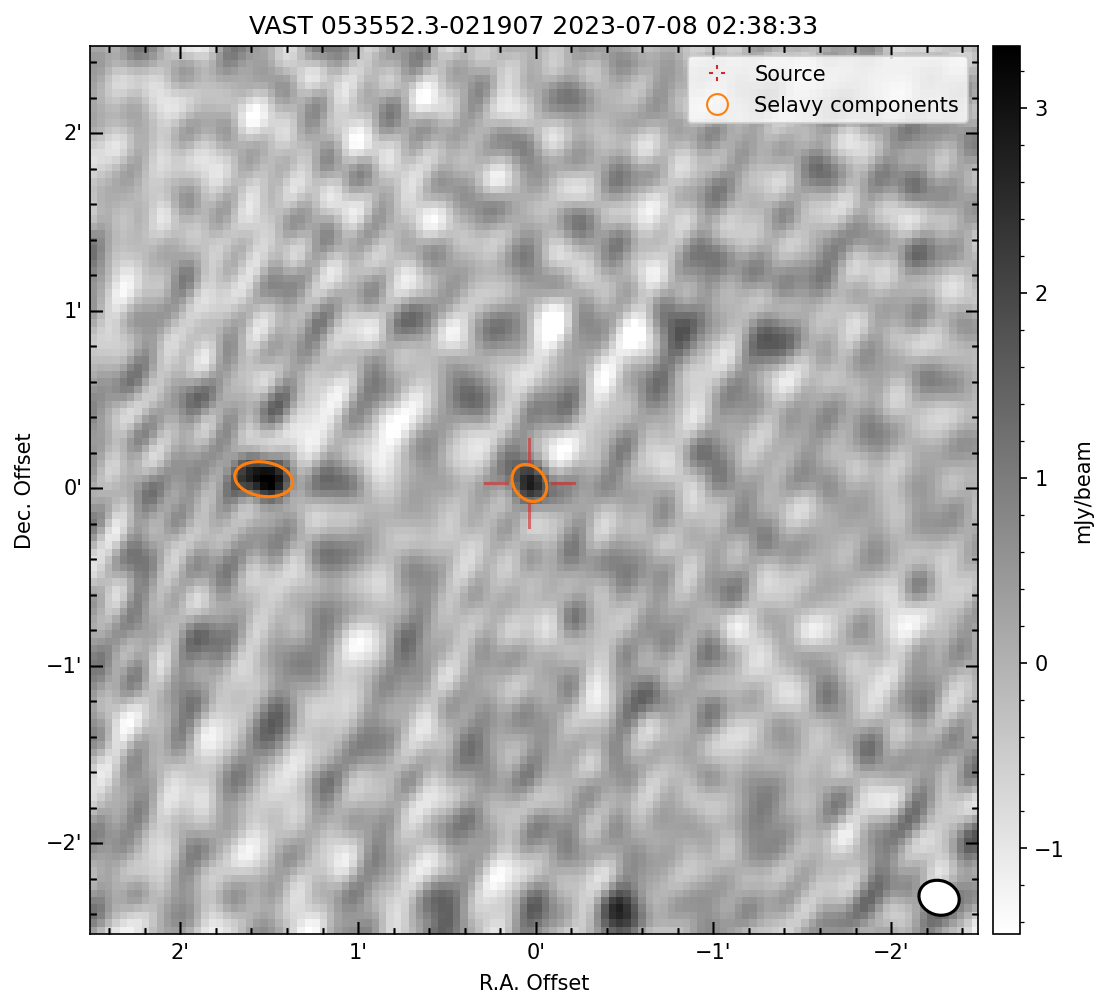 VAST 053552.3-021907 2023-07-08 02:38:33
Source
Selavy components
2'
1'
0'
−1'
−2'
Dec. Offset
2'
1'
0'
−1'
−2'
R.A. Offset
3
2
1
0
−1
mJy/beam